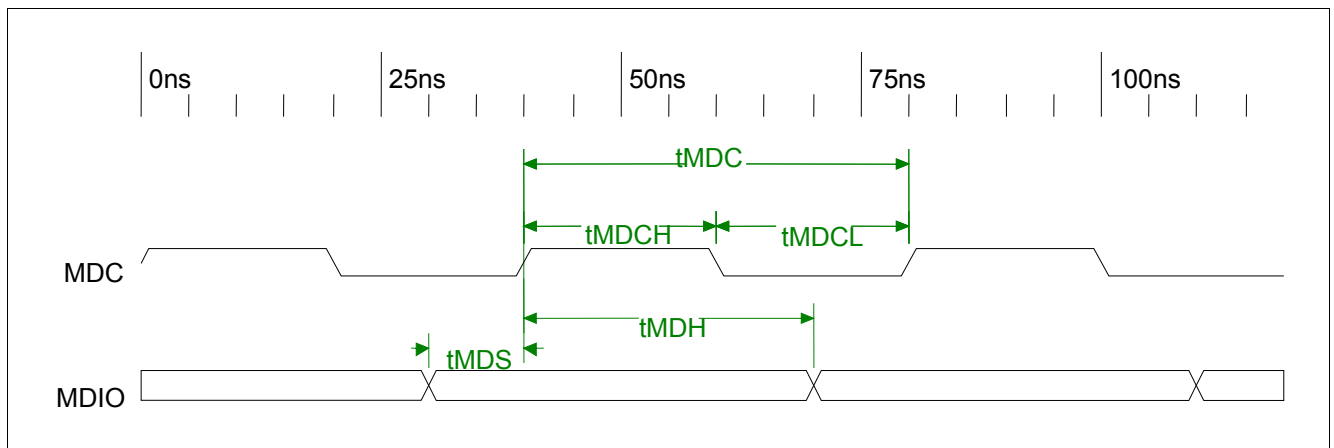 0ns 25ns 50ns 75ns 100ns
tMDC
tMDCH tMDCL
MDC
tMDH
tMDS
MDIO